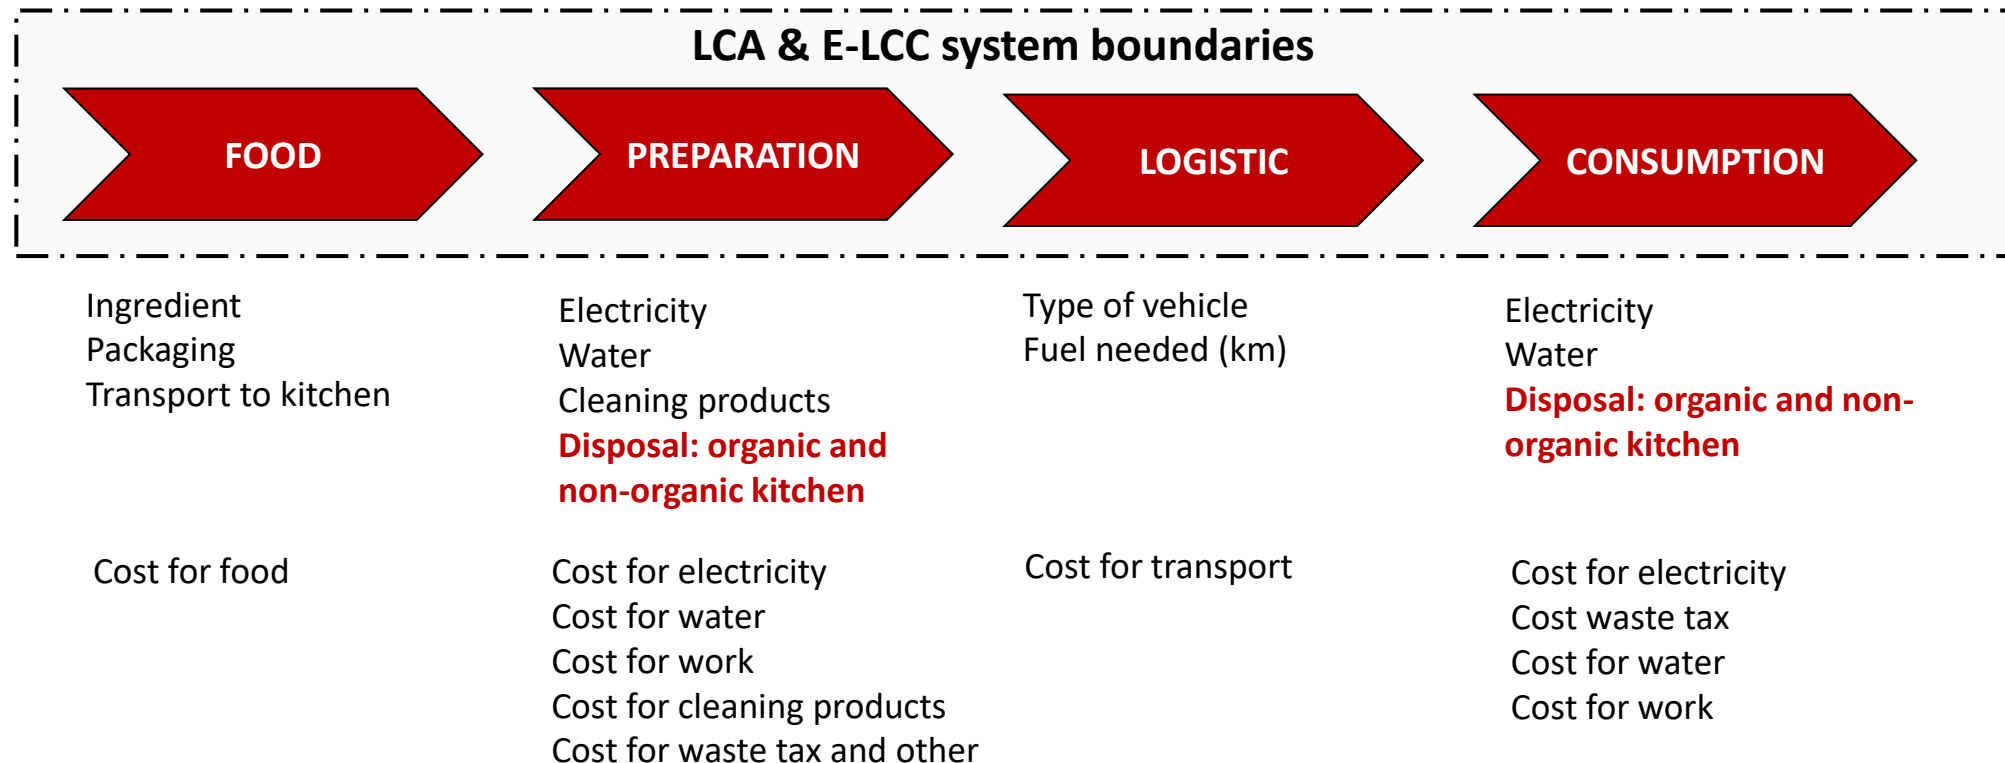 LCA & E-LCC system boundaries
FOOD
PREPARATION
LOGISTIC
CONSUMPTION
Ingredient
Packaging
Transport to kitchen
Electricity
Water
Cleaning products
Disposal: organic and
non-organic kitchen
Type of vehicle
Fuel needed (km)
Electricity
Water
Disposal: organic and non-
organic kitchen
Cost for food
Cost for electricity
Cost for water
Cost for work
Cost for cleaning products
Cost for waste tax and other
Cost for transport
Cost for electricity
Cost waste tax
Cost for water
Cost for work